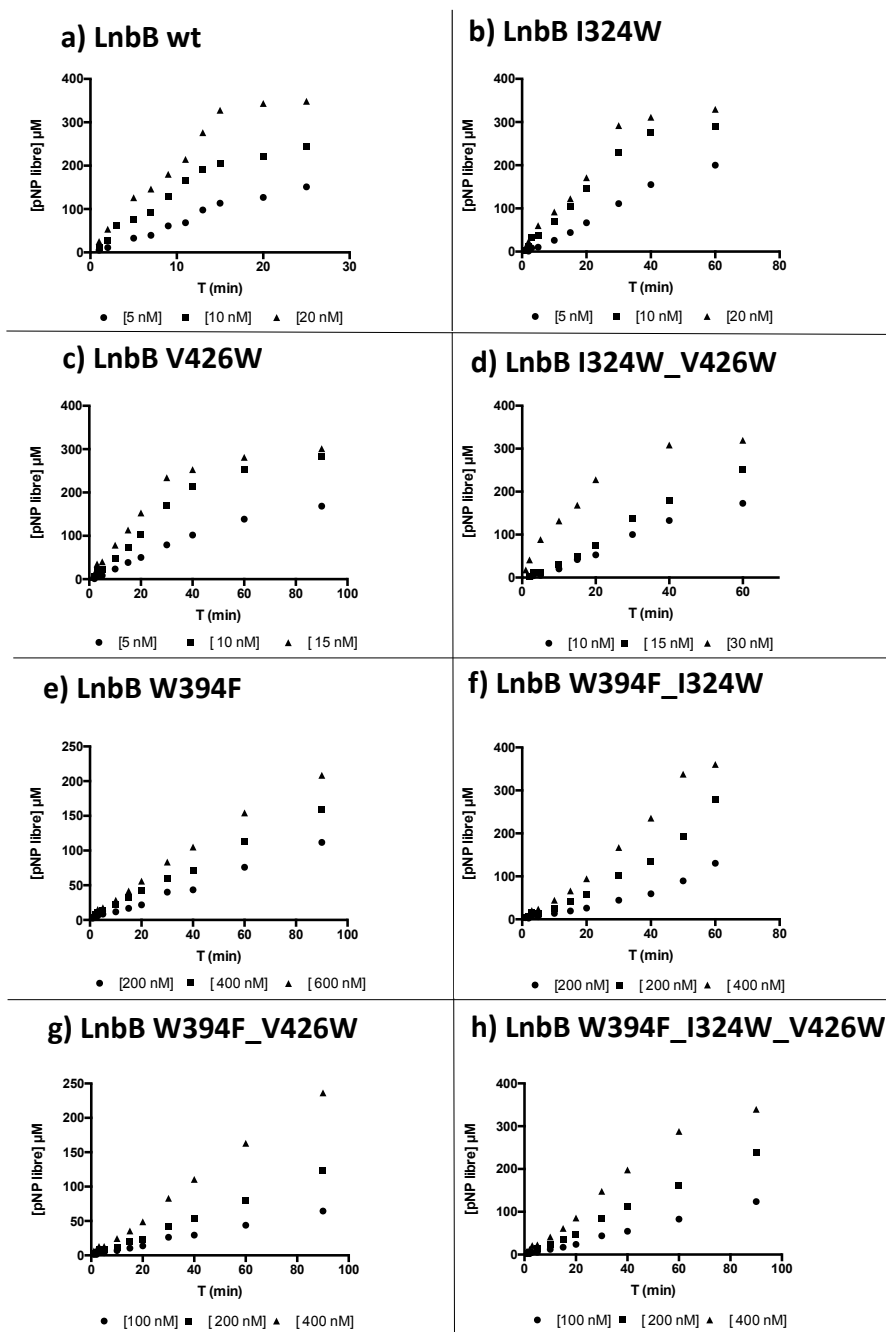 a) LnbB wt
[pNP libre] µM
400
300
200
100
0
0
10
20
30
T (min)
[5 nM] [10 nM] [20 nM]
b) LnbB I324W
[pNP libre] µM
400
300
200
100
0
0
20
40
60
80
T (min)
[5 nM] [10 nM] [20 nM]
c) LnbB V426W
[pNP libre] µM
400
300
200
100
0
0
20
40
60
80
100
T (min)
[5 nM] [10 nM] [15 nM]
d) LnbB I324W_V426W
[pNP libre] µM
400
300
200
100
0
0
20
40
60
T (min)
[10 nM] [15 nM] [30 nM]
e) LnbB W394F
[pNP libre] µM
250
200
150
100
50
0
0
20
40
60
80
100
T (min)
[200 nM] [400 nM] [600 nM]
f) LnbB W394F_I324W
[pNP libre] µM
400
300
200
100
0
0
20
40
60
80
T (min)
[200 nM] [200 nM] [400 nM]
g) LnbB W394F_V426W
[pNP libre] µM
250
200
150
100
50
0
0
20
40
60
80
100
T (min)
[100 nM] [200 nM] [400 nM]
h) LnbB W394F_I324W_V426W
[pNP libre] µM
400
300
200
100
0
0
20
40
60
80
100
T (min)
[100 nM] [200 nM] [400 nM]